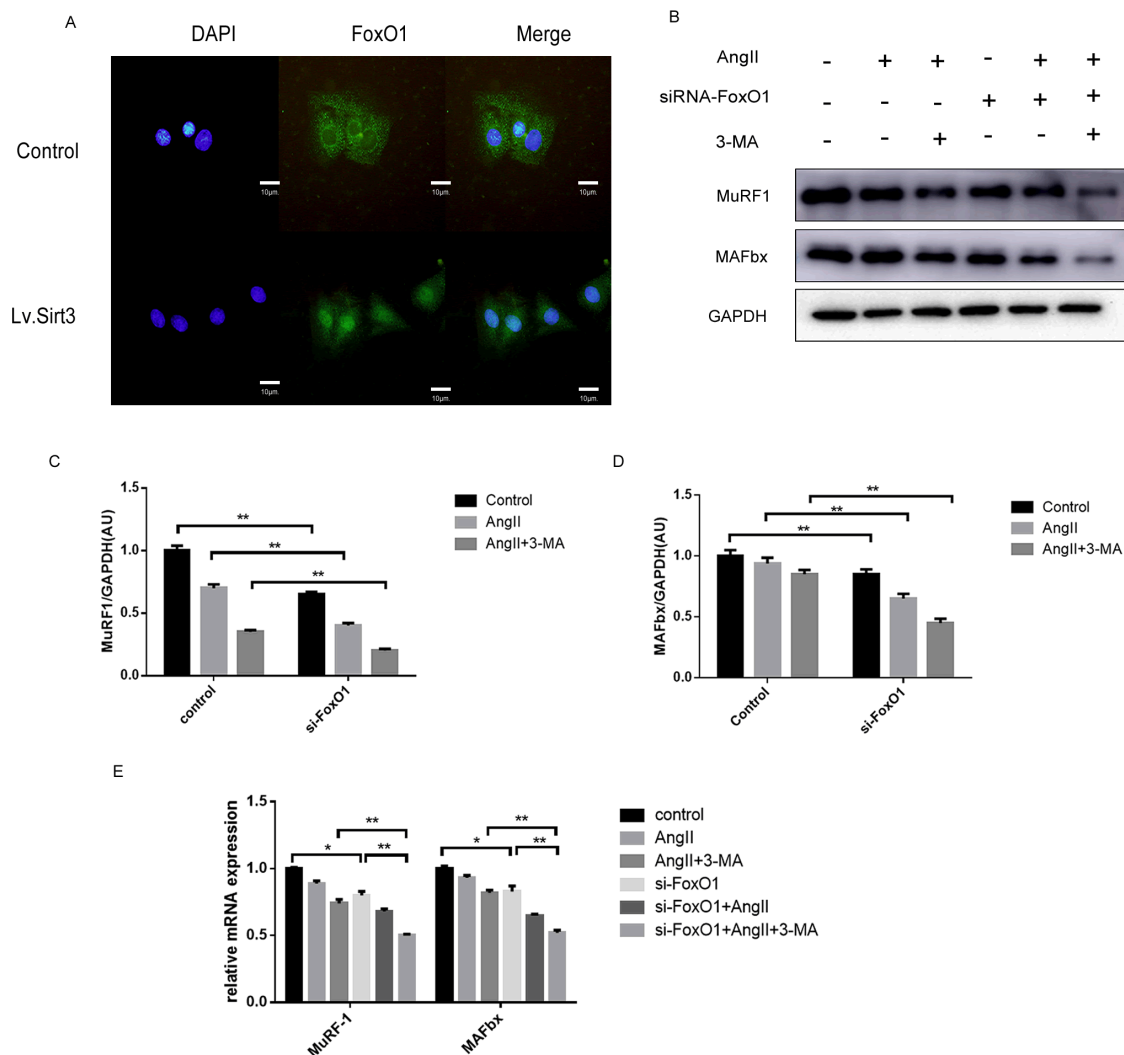 A
DAPI FoxO1 Merge
Control
10μm. 10μm. 10μm.
Lv.Sirt3
10μm. 10μm. 10μm.
B
AngII - + + - + +
siRNA-FoxO1 - - - + + +
3-MA - - + - - +
MuRF1
MAFbx
GAPDH
C
MuRF1/GAPDH(AU)
1.5
1.0
0.5
0.0
** ** **
control si-FoxO1
Control
AngII
AngII+3-MA
D
MAFbx/GAPDH(AU)
1.5
1.0
0.5
0.0
** ** **
Control si-FoxO1
Control
AngII
AngII+3-MA
E
relative mRNA expression
1.5
1.0
0.5
0.0
** * ** ** * **
MuRF-1 MAFbx
control
AngII
AngII+3-MA
si-FoxO1
si-FoxO1+AngII
si-FoxO1+AngII+3-MA